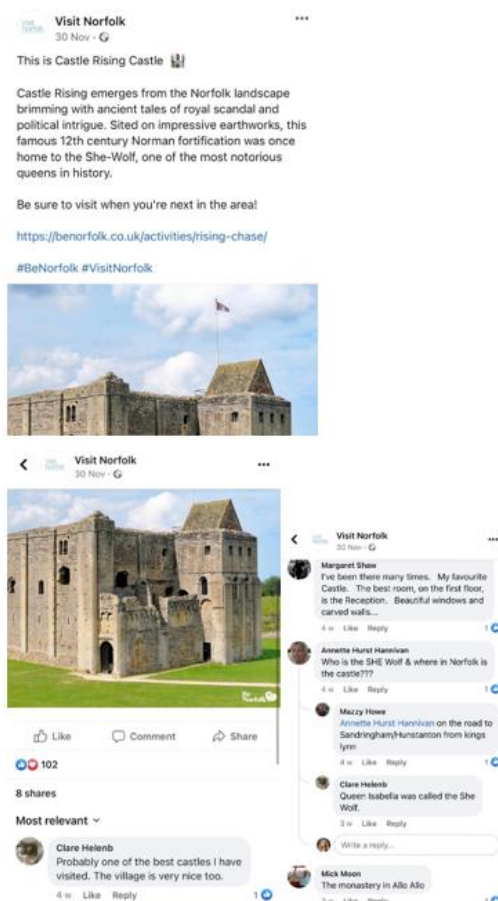 Visit Norfolk
30 Nov ·
This is Castle Rising Castle
Castle Rising emerges from the Norfolk landscape
brimming with ancient tales of royal scandal and
political intrigue. Sited on impressive earthworks, this
famous 12th century Norman fortification was once
home to the She-Wolf, one of the most notorious
queens in history.
Be sure to visit when you're next in the area!
https://benorfolk.co.uk/activities/rising-chase/
#BeNorfolk #VisitNorfolk
Visit Norfolk
30 Nov ·
Norfolk
Like Comment Share
102
8 shares
Most relevant
Clare Helenb
Probably one of the best castles I have
visited. The village is very nice too.
4 w Like Reply 1
Visit Norfolk
30 Nov ·
Margaret Shaw
I've been there many times. My favourite
Castle. The best room, on the first floor,
is the Reception. Beautiful windows and
carved walls...
4 w Like Reply 1
Annette Hurst Hannivan
Who is the SHE Wolf & where in Norfolk is
the castle???
4 w Like Reply 1
Mazzy Howe
Annette Hurst Hannivan on the road to
Sandringham/Hunstanton from kings
lynn
4 w Like Reply 1
Clare Helenb
Queen Isabella was called the She
Wolf.
3 w Like Reply
Write a reply...
Mick Moon
The monastery in Allo Allo
Like Reply 1